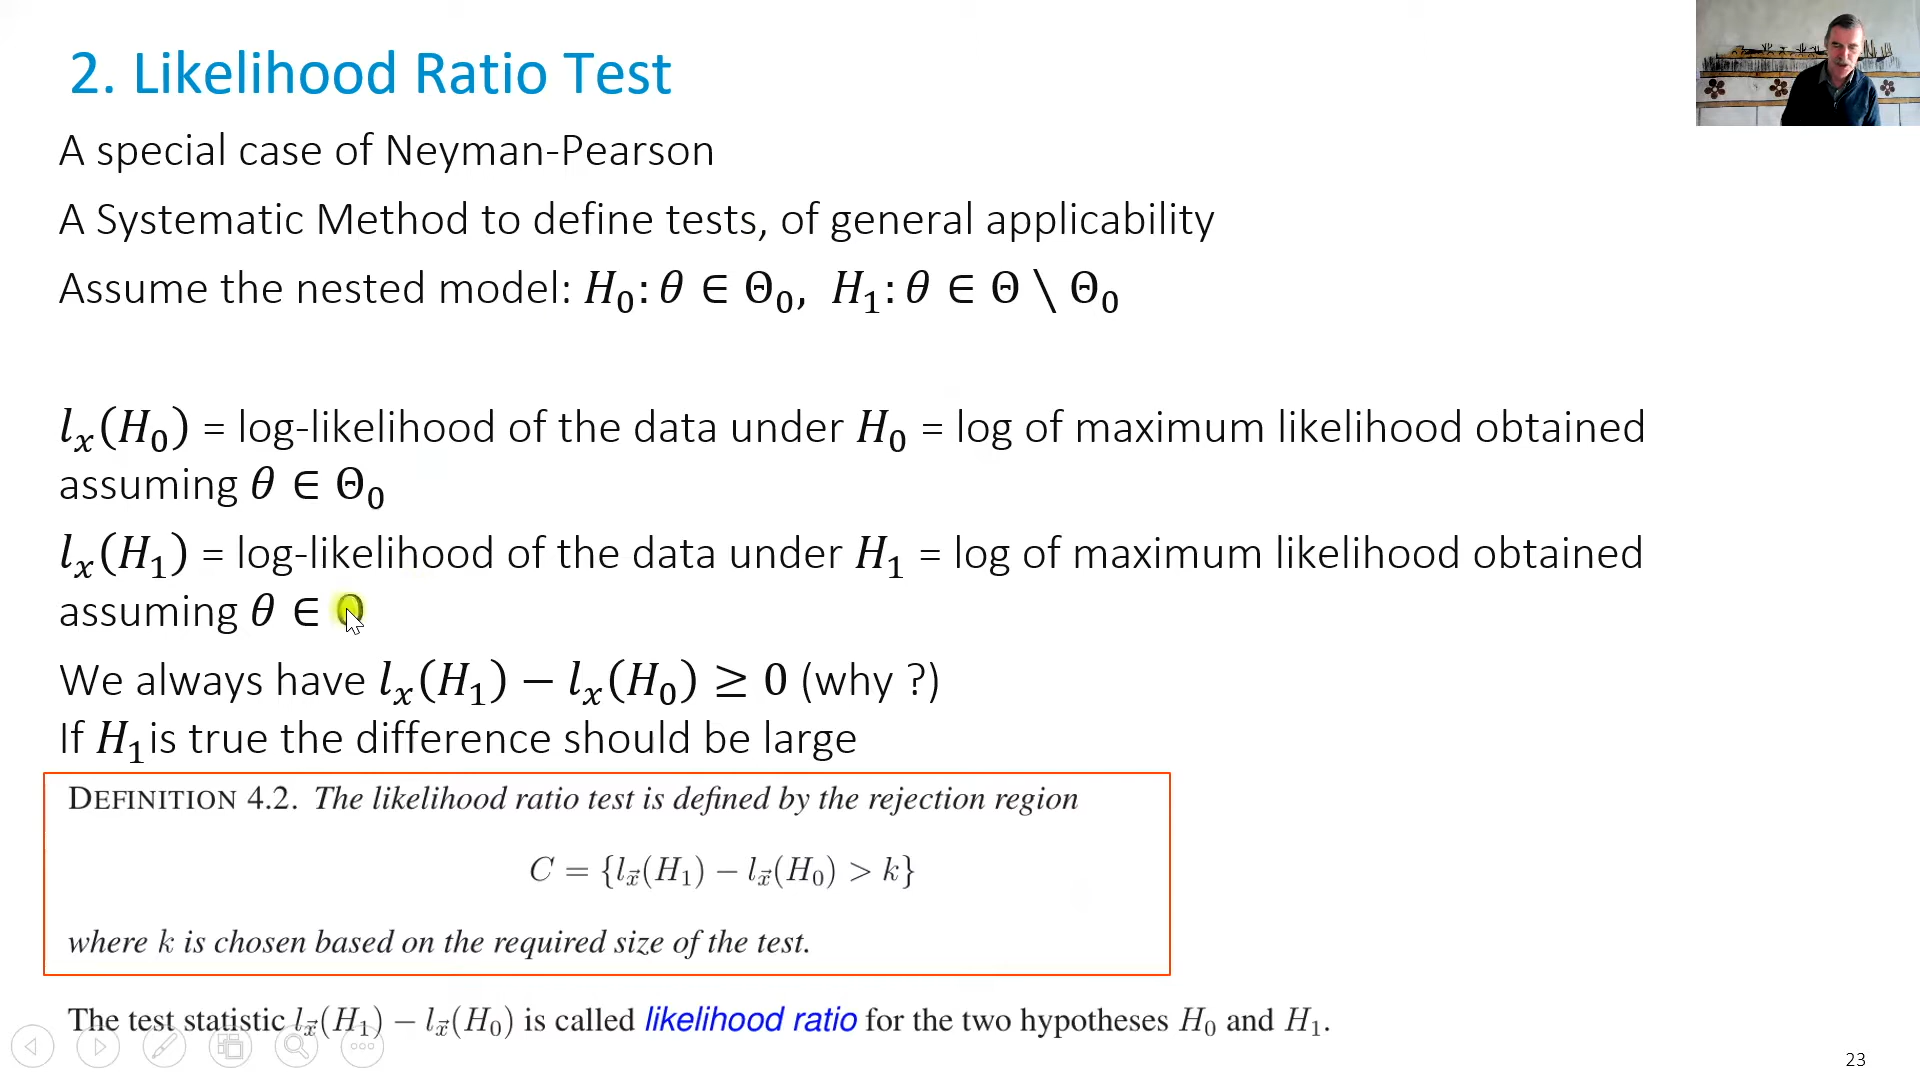 2. Likelihood Ratio Test
A special case of Neyman-Pearson
A Systematic Method to define tests, of general applicability
Assume the nested model: H₀: θ ∈ Θ₀, H₁: θ ∈ Θ \ Θ₀
lₓ(H₀) = log-likelihood of the data under H₀ = log of maximum likelihood obtained
assuming θ ∈ Θ₀
lₓ(H₁) = log-likelihood of the data under H₁ = log of maximum likelihood obtained
assuming θ ∈ Θ
We always have lₓ(H₁) − lₓ(H₀) ≥ 0 (why ?)
If H₁ is true the difference should be large
DEFINITION 4.2. The likelihood ratio test is defined by the rejection region
C = {l_x⃗(H₁) − l_x⃗(H₀) > k}
where k is chosen based on the required size of the test.
The test statistic l_x⃗(H₁) − l_x⃗(H₀) is called likelihood ratio for the two hypotheses H₀ and H₁.
23